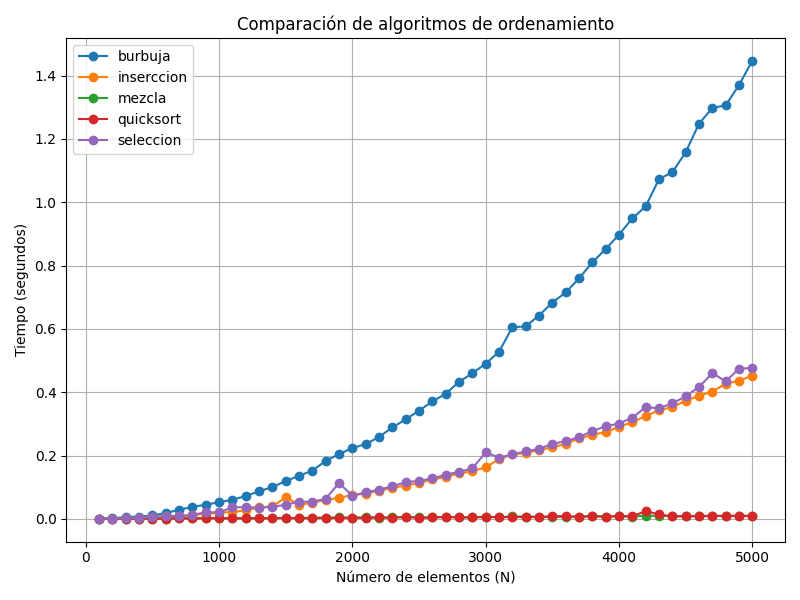 Comparación de algoritmos de ordenamiento
burbuja
inserccion
mezcla
quicksort
seleccion
Tiempo (segundos)
1.4
1.2
1.0
0.8
0.6
0.4
0.2
0.0
0 1000 2000 3000 4000 5000
Número de elementos (N)